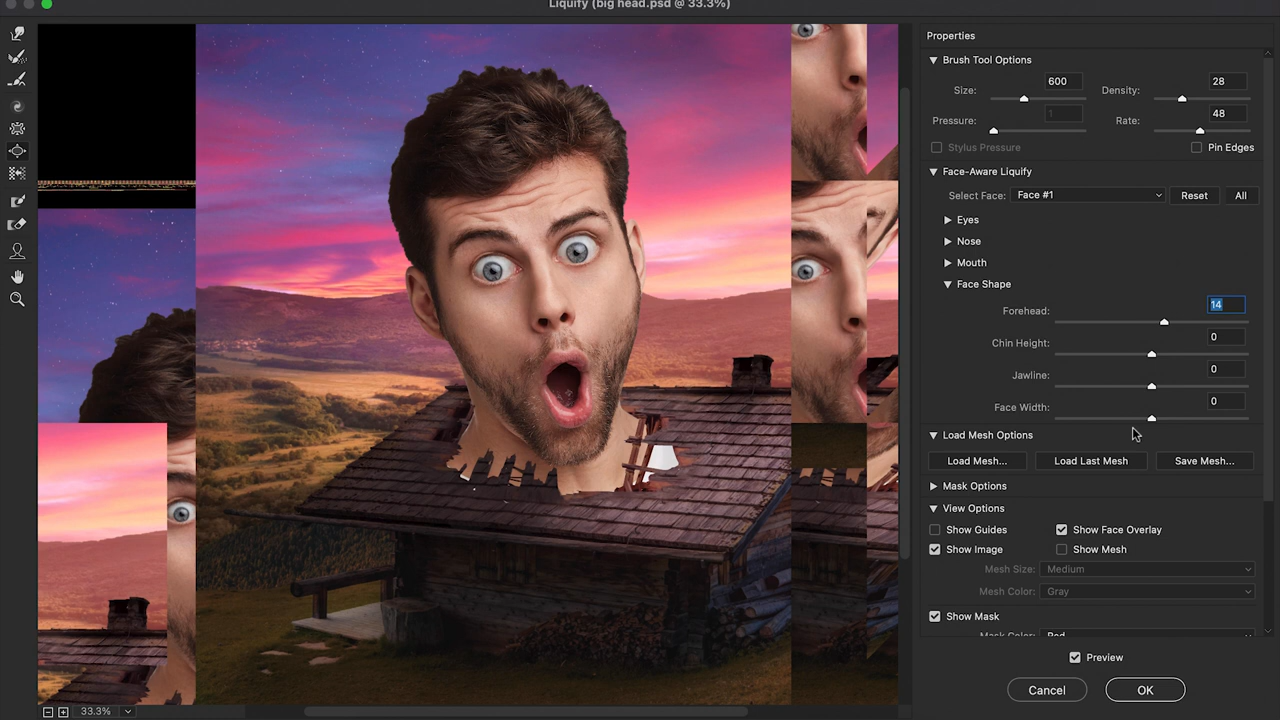 Liquify (big head.psd @ 33.3%)
Properties
Brush Tool Options
Size: 600 Density: 28
Pressure: 1 Rate: 48
Stylus Pressure Pin Edges
Face-Aware Liquify
Select Face: Face #1 Reset All
Eyes
Nose
Mouth
Face Shape
Forehead: 14
Chin Height: 0
Jawline: 0
Face Width: 0
Load Mesh Options
Load Mesh... Load Last Mesh Save Mesh...
Mask Options
View Options
Show Guides Show Face Overlay
Show Image Show Mesh
Mesh Size: Medium
Mesh Color: Gray
Show Mask
Mask Color: Red
Preview
33.3% Cancel OK